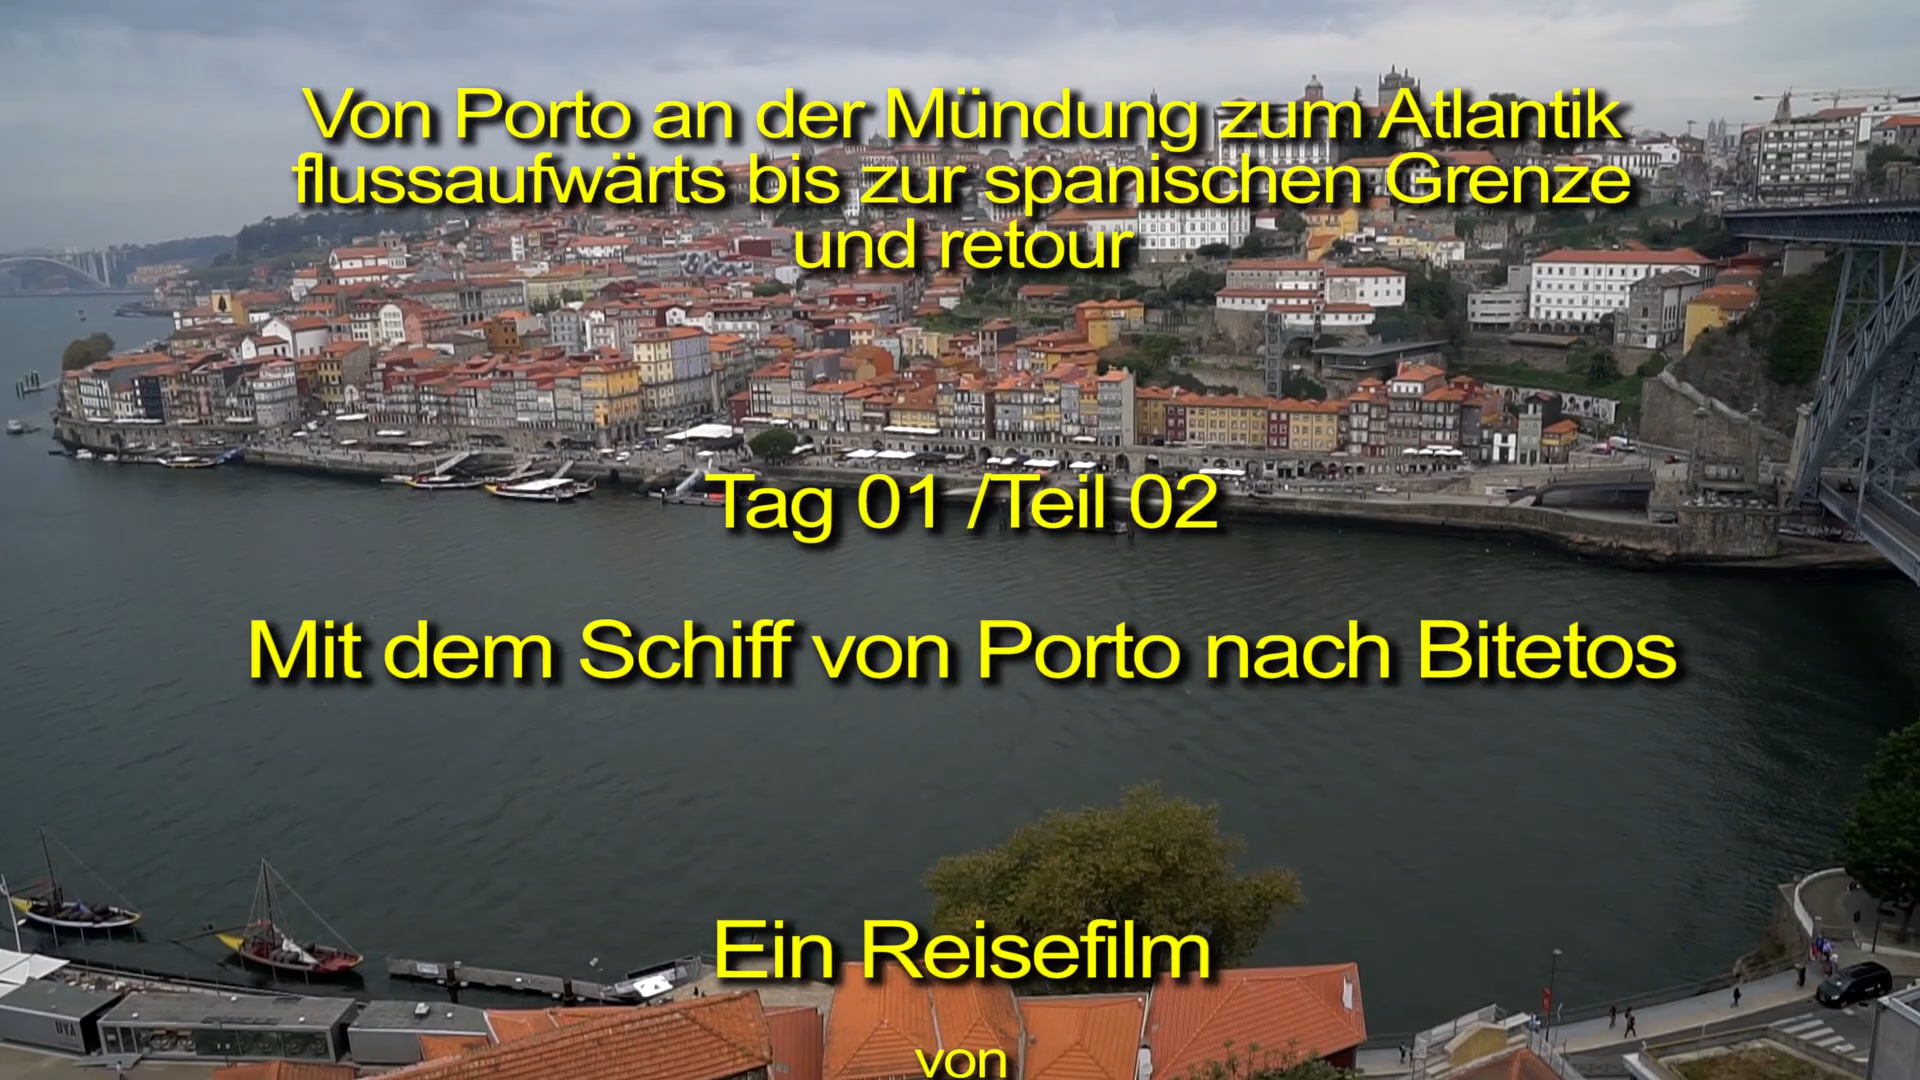 Von Porto an der Mündung zum Atlantik
flussaufwärts bis zur spanischen Grenze
und retour
Tag 01 /Teil 02
Mit dem Schiff von Porto nach Bitetos
Ein Reisefilm
von